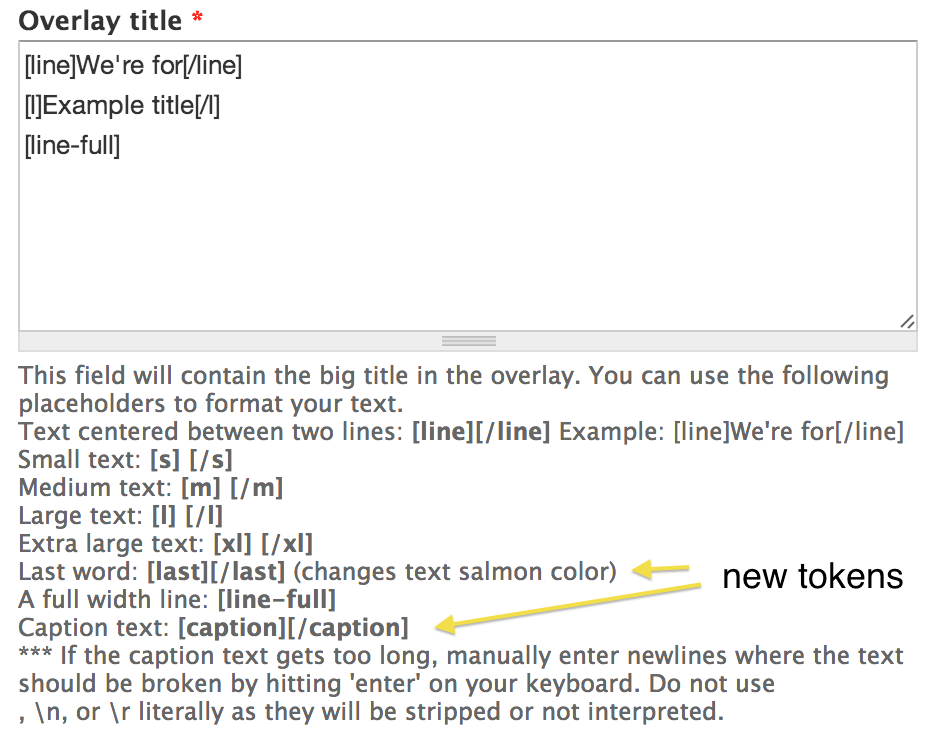 Overlay title *
[line]We're for[/line]
[l]Example title[/l]
[line-full]
This field will contain the big title in the overlay. You can use the following
placeholders to format your text.
Text centered between two lines: [line][/line] Example: [line]We're for[/line]
Small text: [s] [/s]
Medium text: [m] [/m]
Large text: [l] [/l]
Extra large text: [xl] [/xl]
Last word: [last][/last] (changes text salmon color)
A full width line: [line-full]
new tokens
Caption text: [caption][/caption]
*** If the caption text gets too long, manually enter newlines where the text
should be broken by hitting 'enter' on your keyboard. Do not use
, \n, or \r literally as they will be stripped or not interpreted.